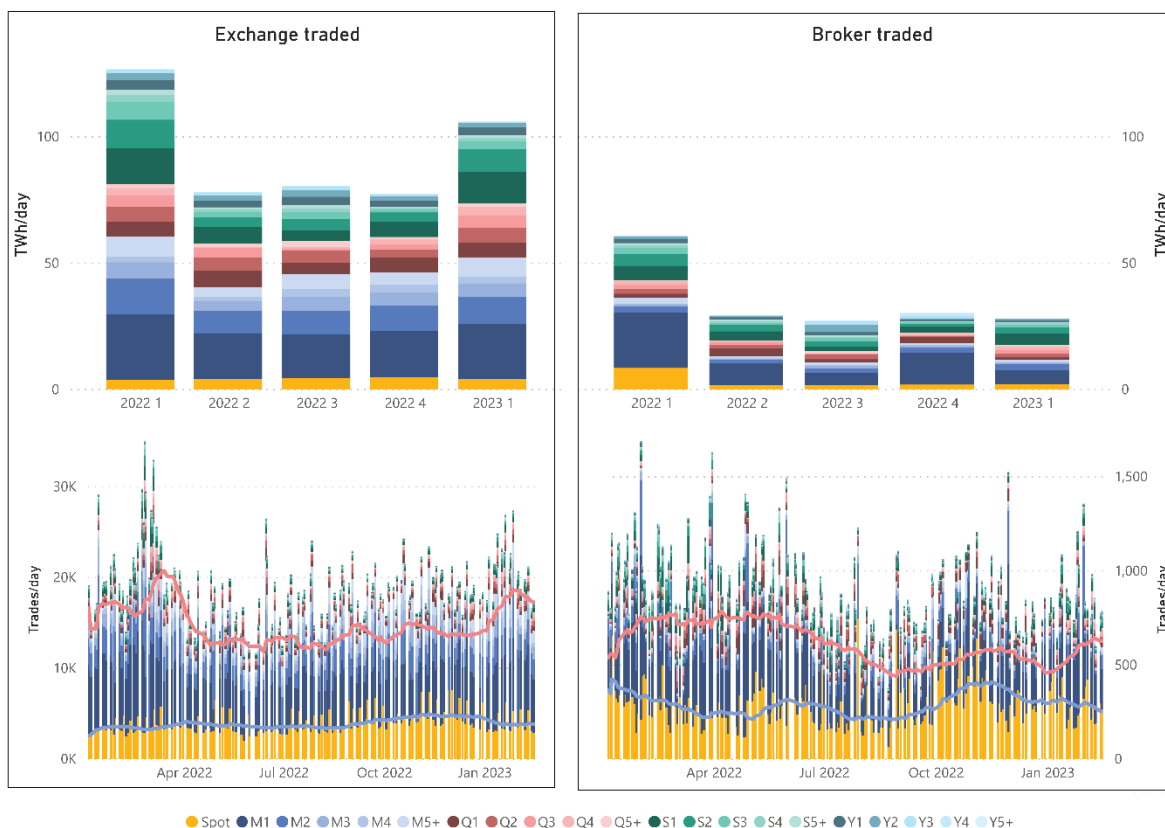 Exchange traded
TWh/day
100
50
0
2022 1
2022 2
2022 3
2022 4
2023 1
Trades/day
30K
20K
10K
0K
Apr 2022
Jul 2022
Oct 2022
Jan 2023
Broker traded
100
50
0
TWh/day
2022 1
2022 2
2022 3
2022 4
2023 1
1,500
1,000
500
0
Trades/day
Apr 2022
Jul 2022
Oct 2022
Jan 2023
Spot M1 M2 M3 M4 M5+ Q1 Q2 Q3 Q4 Q5+ S1 S2 S3 S4 S5+ Y1 Y2 Y3 Y4 Y5+